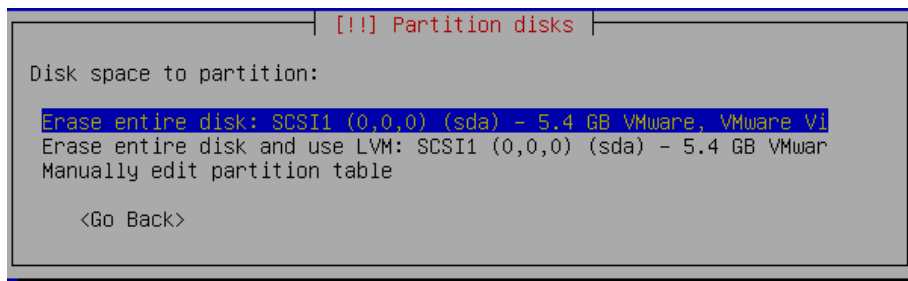 [!!] Partition disks
Disk space to partition:
Erase entire disk: SCSI1 (0,0,0) (sda) - 5.4 GB VMware, VMware Vi
Erase entire disk and use LVM: SCSI1 (0,0,0) (sda) - 5.4 GB VMwar
Manually edit partition table
<Go Back>